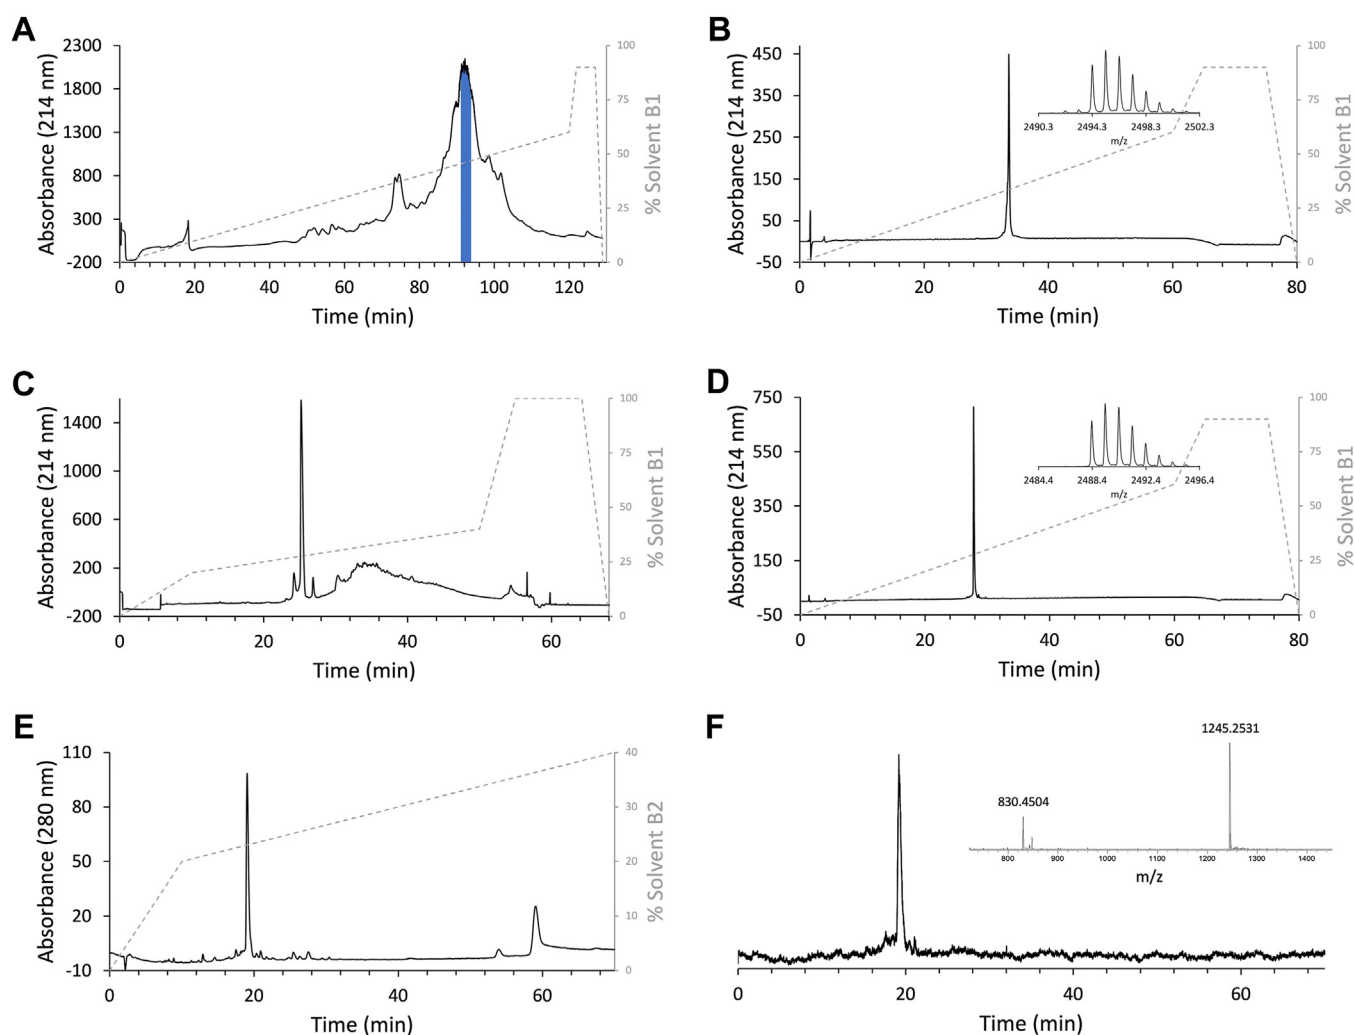 A
Absorbance (214 nm)
2300
1800
1300
800
300
-200
100
75
50
25
0
% Solvent B1
0 20 40 60 80 100 120
Time (min)
B
Absorbance (214 nm)
450
350
250
150
50
-50
2490.3 2494.3 2498.3 2502.3
m/z
100
75
50
25
0
% Solvent B1
0 20 40 60 80
Time (min)
C
Absorbance (214 nm)
1400
1000
600
200
-200
100
75
50
25
0
% Solvent B1
0 20 40 60
Time (min)
D
Absorbance (214 nm)
750
550
350
150
-50
2484.4 2488.4 2492.4 2496.4
m/z
100
75
50
25
0
% Solvent B1
0 20 40 60 80
Time (min)
E
Absorbance (280 nm)
110
80
50
20
-10
40
30
20
10
0
% Solvent B2
0 20 40 60
Time (min)
F
1245.2531
830.4504
800 900 1000 1100 1200 1300 1400
m/z
0 20 40 60
Time (min)